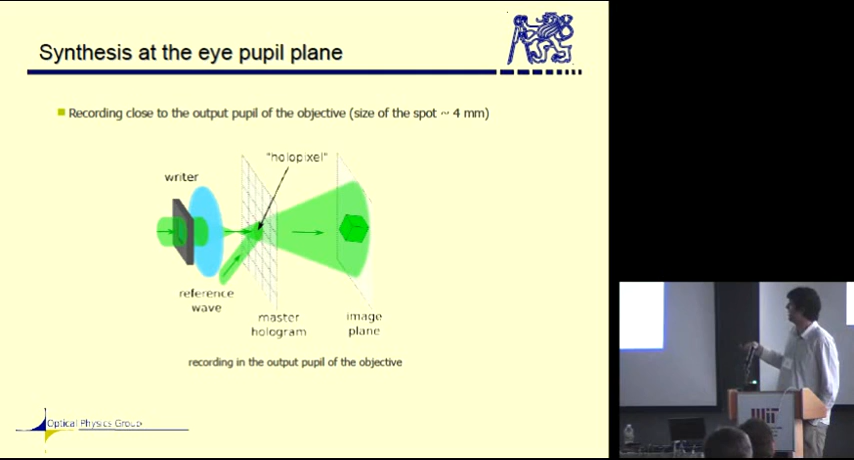 Synthesis at the eye pupil plane
Recording close to the output pupil of the objective (size of the spot ~ 4 mm)
"holopixel"
writer
reference
wave
master
hologram
image
plane
recording in the output pupil of the objective
Optical Physics Group
MIT